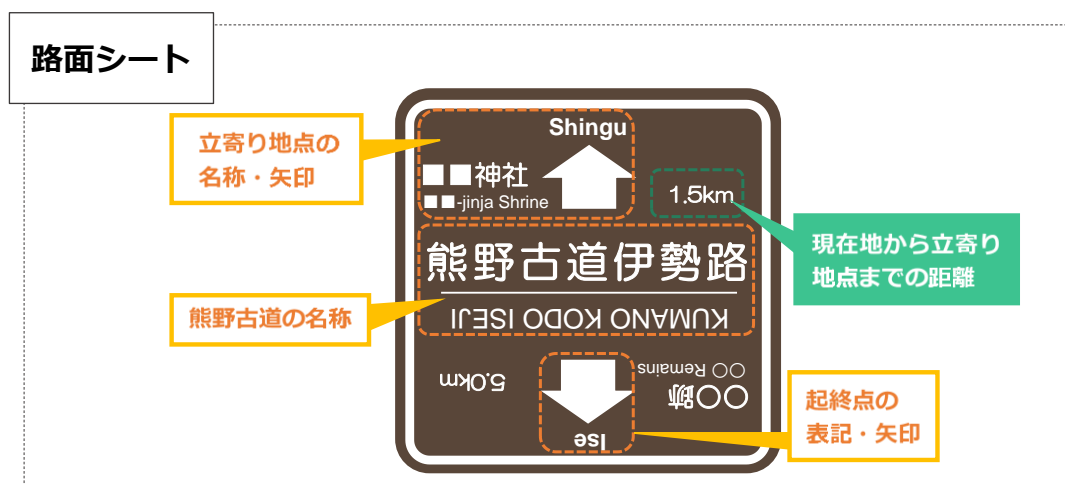 路面シート
立寄り地点の
名称・矢印
Shingu
■■神社
■■-jinja Shrine
1.5km
現在地から立寄り
地点までの距離
熊野古道伊勢路
熊野古道の名称
KUMANO KODO ISEJI
5.0km
○○跡
○○ Remains
Ise
起終点の
表記・矢印